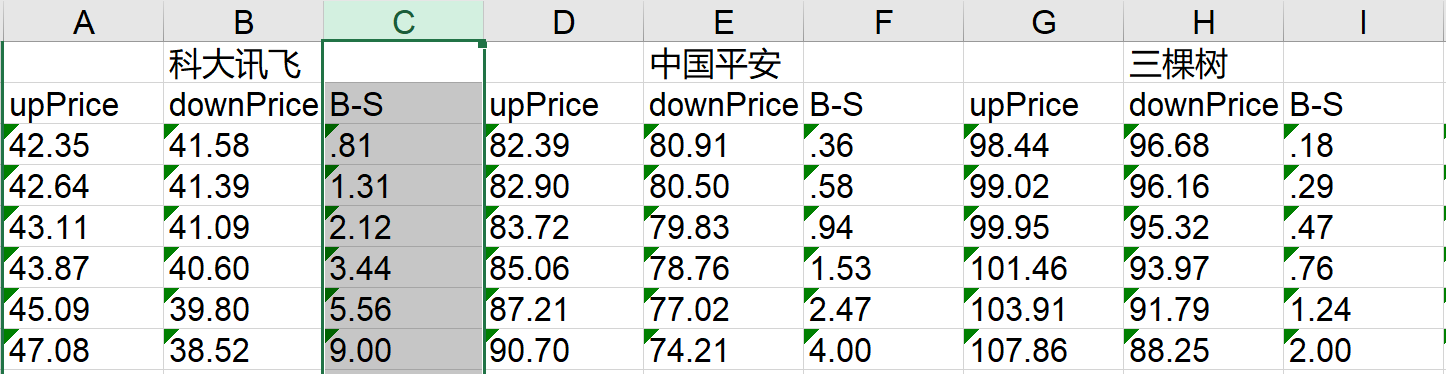 A B C D E F G H I
科大讯飞 中国平安 三棵树
upPrice downPrice B-S upPrice downPrice B-S upPrice downPrice B-S
42.35 41.58 .81 82.39 80.91 .36 98.44 96.68 .18
42.64 41.39 1.31 82.90 80.50 .58 99.02 96.16 .29
43.11 41.09 2.12 83.72 79.83 .94 99.95 95.32 .47
43.87 40.60 3.44 85.06 78.76 1.53 101.46 93.97 .76
45.09 39.80 5.56 87.21 77.02 2.47 103.91 91.79 1.24
47.08 38.52 9.00 90.70 74.21 4.00 107.86 88.25 2.00